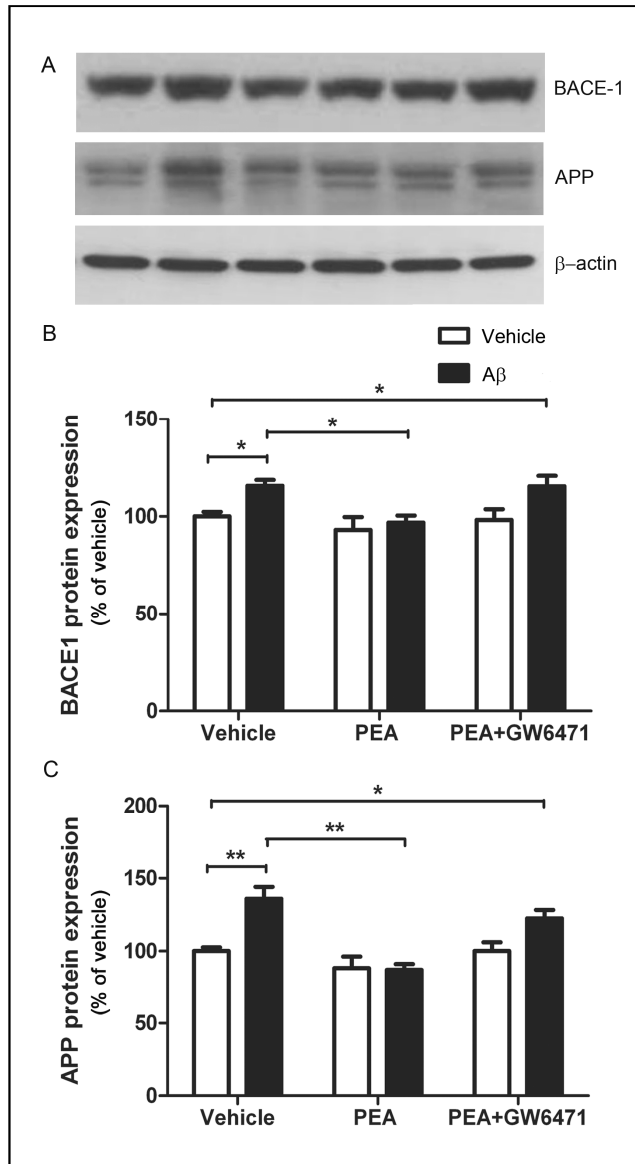 A
BACE-1
APP
β–actin
B
Vehicle
Aβ
*
*
*
150
100
50
0
BACE1 protein expression
(% of vehicle)
Vehicle PEA PEA+GW6471
C
*
**
**
200
150
100
50
0
APP protein expression
(% of vehicle)
Vehicle PEA PEA+GW6471